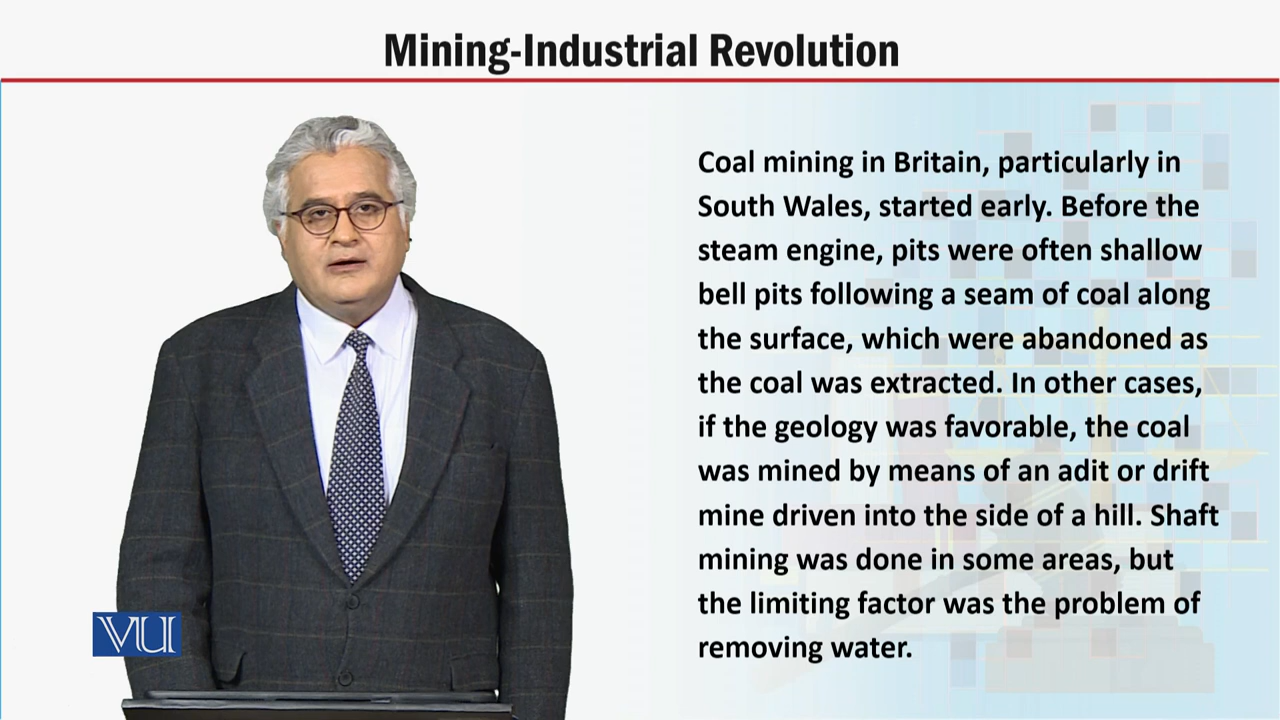 Mining-Industrial Revolution
Coal mining in Britain, particularly in
South Wales, started early. Before the
steam engine, pits were often shallow
bell pits following a seam of coal along
the surface, which were abandoned as
the coal was extracted. In other cases,
if the geology was favorable, the coal
was mined by means of an adit or drift
mine driven into the side of a hill. Shaft
mining was done in some areas, but
the limiting factor was the problem of
removing water.
VU